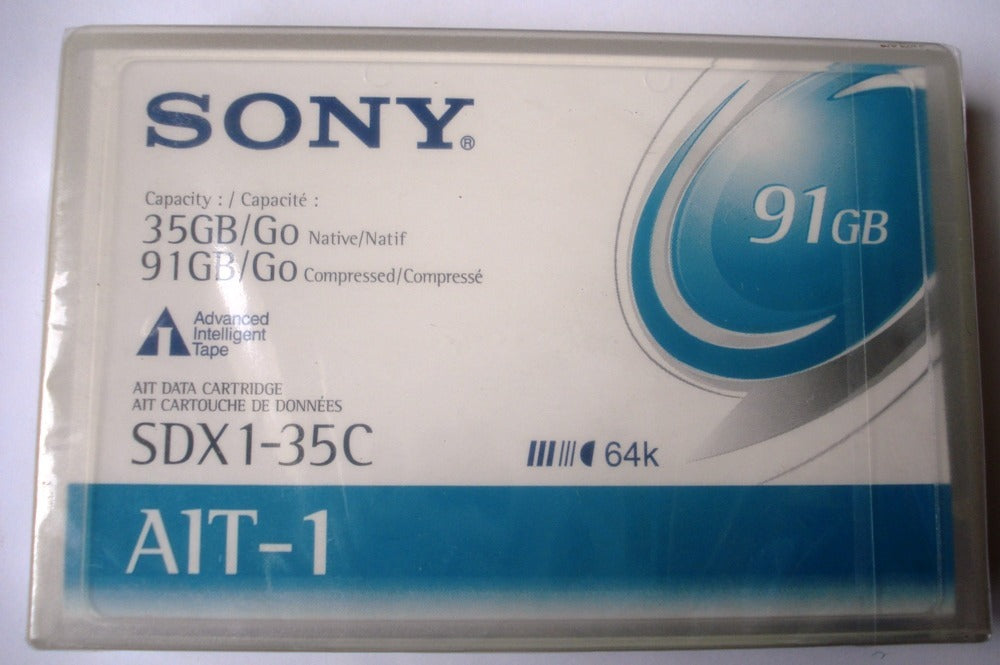 SONY®
Capacity : / Capacité :
35GB/Go Native/Natif
91GB/Go Compressed/Compressé
Advanced
Intelligent
Tape
AIT DATA CARTRIDGE
AIT CARTOUCHE DE DONNÉES
SDX1-35C
64k
AIT-1
91GB